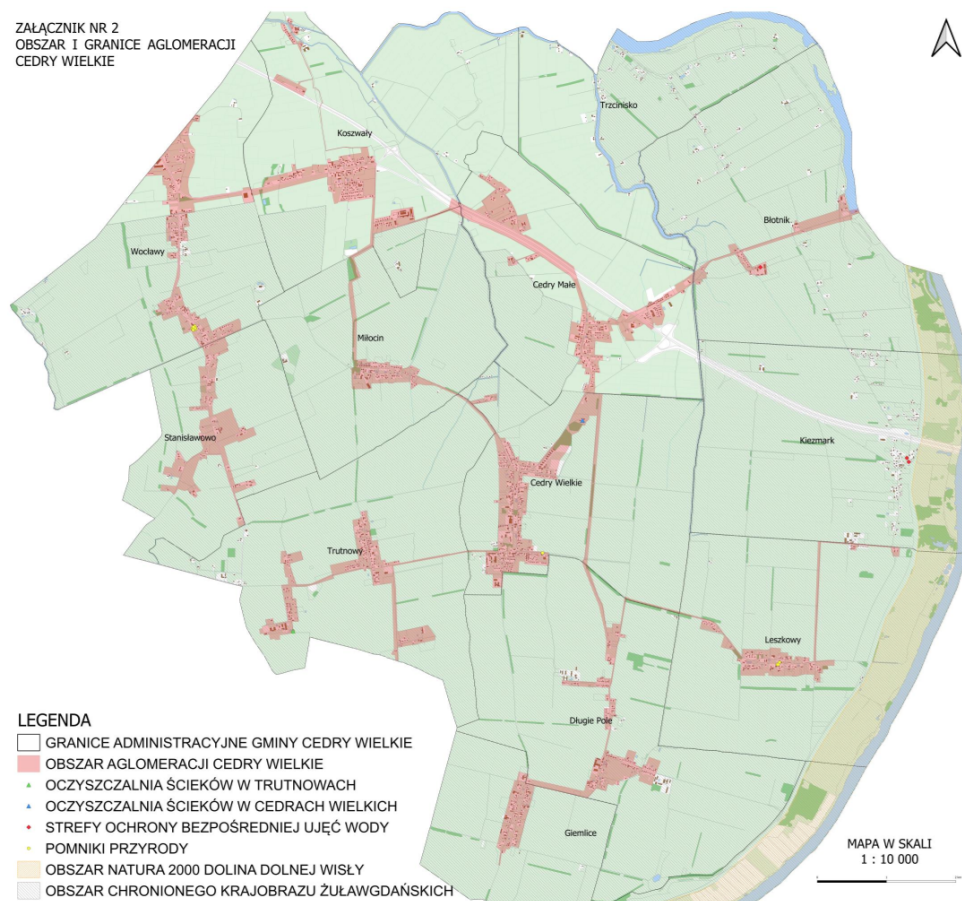 ZAŁĄCZNIK NR 2
OBSZAR I GRANICE AGLOMERACJI
CEDRY WIELKIE
Trzcinisko
Koszwały
Błotnik
Wocławy
Cedry Małe
Miłocin
Stanisławowo
Kiezmark
Cedry Wielkie
Trutnowy
Leszkowy
Długie Pole
Giemlice
LEGENDA
GRANICE ADMINISTRACYJNE GMINY CEDRY WIELKIE
OBSZAR AGLOMERACJI CEDRY WIELKIE
OCZYSZCZALNIA ŚCIEKÓW W TRUTNOWACH
OCZYSZCZALNIA ŚCIEKÓW W CEDRACH WIELKICH
STREFY OCHRONY BEZPOŚREDNIEJ UJĘĆ WODY
POMNIKI PRZYRODY
OBSZAR NATURA 2000 DOLINA DOLNEJ WISŁY
OBSZAR CHRONIONEGO KRAJOBRAZU ŻUŁAWGDAŃSKICH
MAPA W SKALI
1 : 10 000